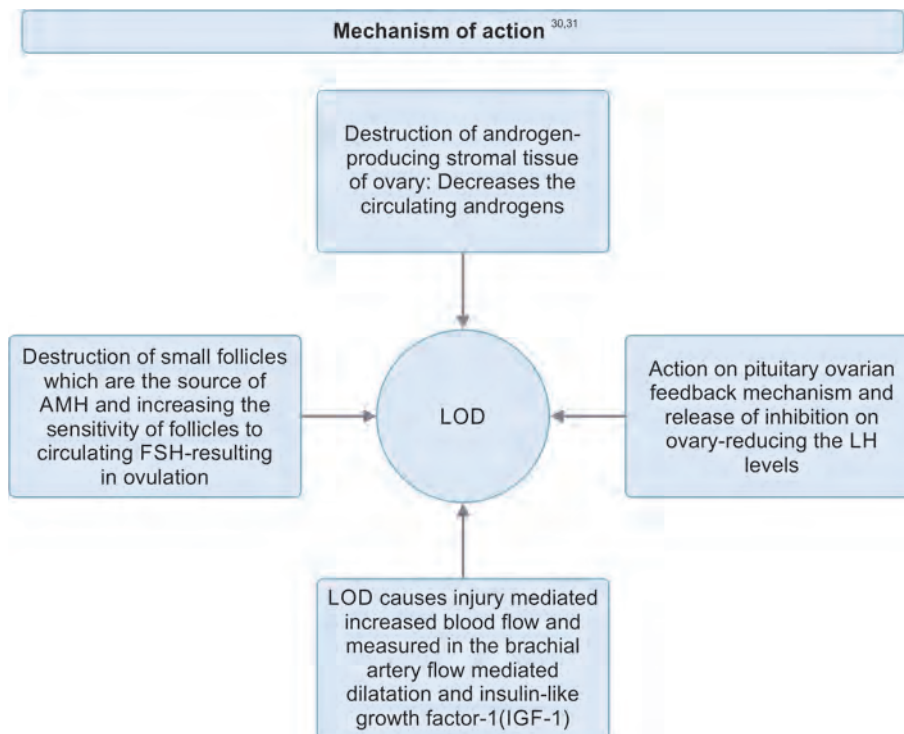 Mechanism of action 30,31
Destruction of androgen-
producing stromal tissue
of ovary: Decreases the
circulating androgens
Destruction of small follicles
which are the source of
AMH and increasing the
sensitivity of follicles to
circulating FSH-resulting
in ovulation
LOD
Action on pituitary ovarian
feedback mechanism and
release of inhibition on
ovary-reducing the LH
levels
LOD causes injury mediated
increased blood flow and
measured in the brachial
artery flow mediated
dilatation and insulin-like
growth factor-1(IGF-1)